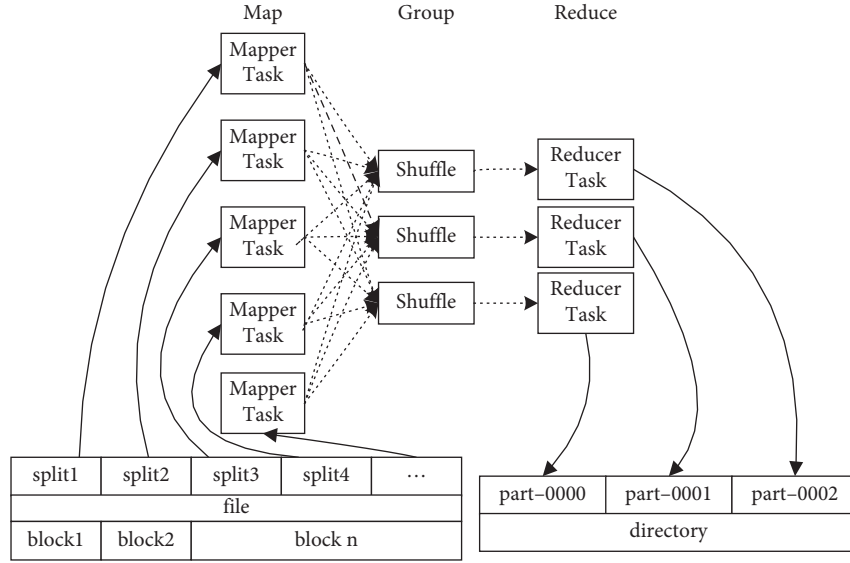 Map Group Reduce
Mapper
Task
Mapper
Task
Mapper
Task
Mapper
Task
Mapper
Task
Shuffle
Shuffle
Shuffle
Reducer
Task
Reducer
Task
Reducer
Task
split1 split2 split3 split4 ...
file
block1 block2 block n
part–0000 part–0001 part–0002
directory